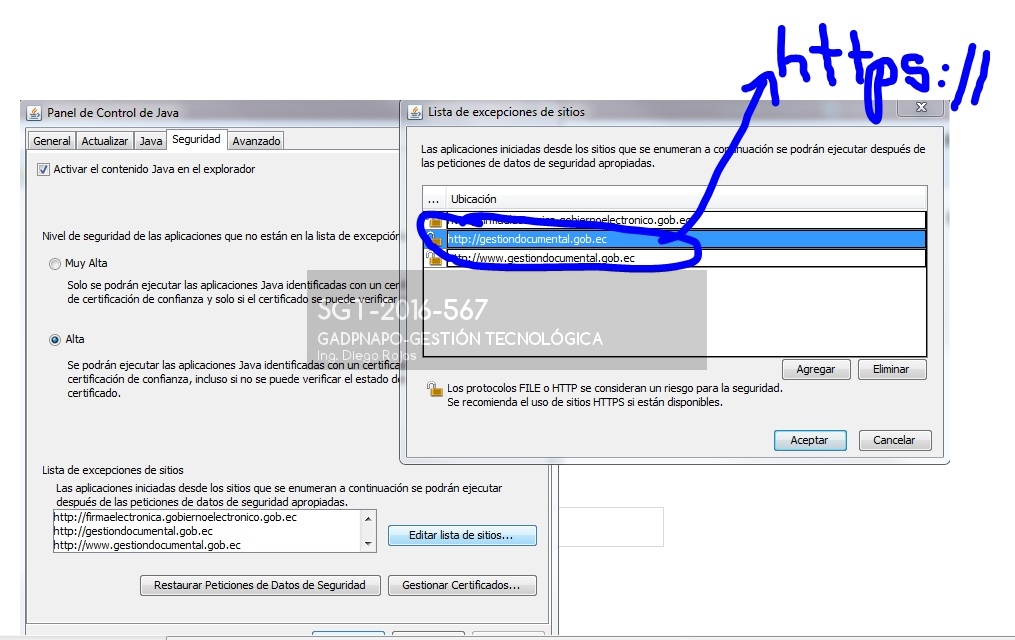 https://
Panel de Control de Java
General Actualizar Java Seguridad Avanzado
Activar el contenido Java en el explorador
Nivel de seguridad de las aplicaciones que no están en la lista de excepción
Muy Alta
Solo se podrán ejecutar las aplicaciones Java identificadas con un cer
de certificación de confianza y solo si el certificado se puede verificar
Alta
Se podrán ejecutar las aplicaciones Java identificadas con un certifica
certificación de confianza, incluso si no se puede verificar el estado de
certificado.
Lista de excepciones de sitios
Las aplicaciones iniciadas desde los sitios que se enumeran a continuación se podrán ejecutar
después de las peticiones de datos de seguridad apropiadas.
http://firmaelectronica.gobiernoelectronico.gob.ec
http://gestiondocumental.gob.ec
http://www.gestiondocumental.gob.ec
Editar lista de sitios...
Restaurar Peticiones de Datos de Seguridad Gestionar Certificados...
Lista de excepciones de sitios
Las aplicaciones iniciadas desde los sitios que se enumeran a continuación se podrán ejecutar después de
las peticiones de datos de seguridad apropiadas.
... Ubicación
http://firmaelectronica.gobiernoelectronico.gob.ec
http://gestiondocumental.gob.ec
http://www.gestiondocumental.gob.ec
Agregar Eliminar
Los protocolos FILE o HTTP se consideran un riesgo para la seguridad.
Se recomienda el uso de sitios HTTPS si están disponibles.
Aceptar Cancelar
SGT-2016-567
GADPNAPO-GESTIÓN TECNOLÓGICA
Ing. Diego Rojas